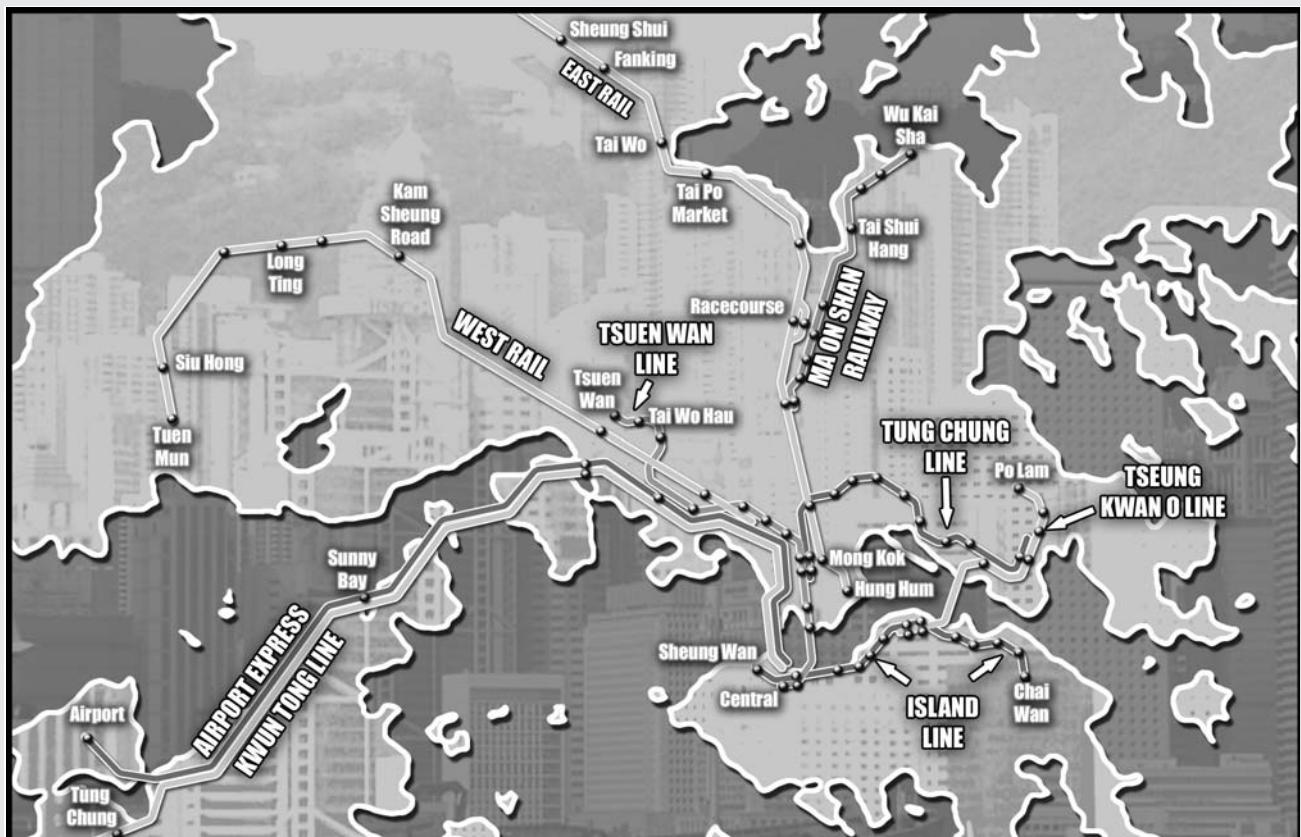 Sheung Shui
Fanking
EAST RAIL
Wu Kai
Sha
Tai Wo
Tai Po
Market
Kam
Sheung
Road
Tai Shui
Hang
Long
Ting
Racecourse
MA ON SHAN
RAILWAY
WEST RAIL
TSUEN WAN
LINE
Siu Hong
Tsuen
Wan
Tai Wo Hau
Tuen
Mun
TUNG CHUNG
LINE
Po Lam
TSEUNG
KWAN O LINE
Sunny
Bay
Mong Kok
Hung Hum
AIRPORT EXPRESS
KWUN TONG LINE
Sheung Wan
Central
Chai
Wan
ISLAND
LINE
Airport
Tung
Chung